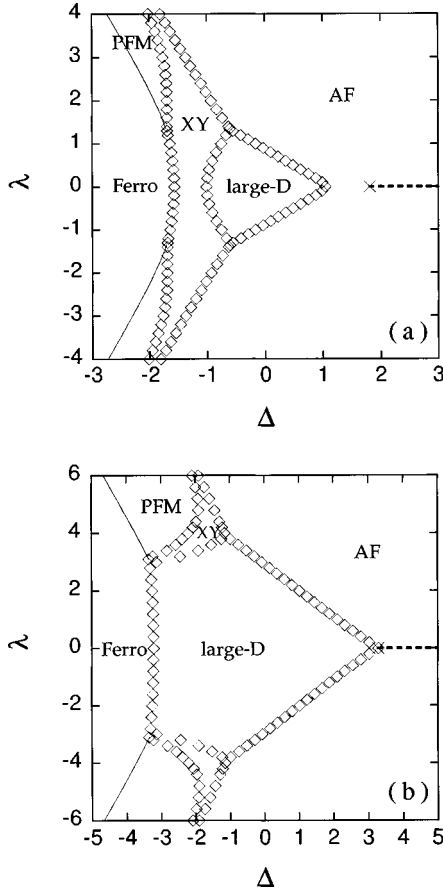 4
3
PFM
2
XY
AF
1
λ
0
Ferro
large-D
-1
-2
-3
(a)
-4
-3 -2 -1 0 1 2 3
Δ
6
PFM
4
XY
AF
2
λ
0
Ferro
large-D
-2
-4
(b)
-6
-5 -4 -3 -2 -1 0 1 2 3 4 5
Δ